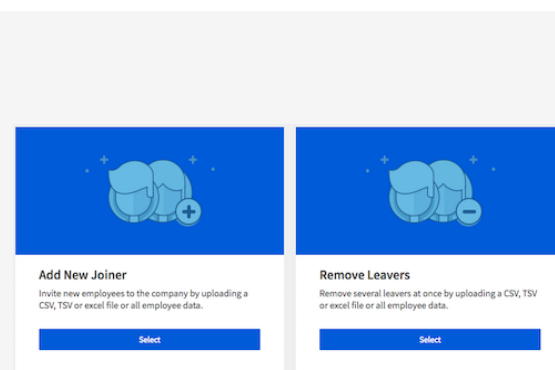 Add New Joiner
Invite new employees to the company by uploading a
CSV, TSV or excel file or all employee data.
Select
Remove Leavers
Remove several leavers at once by uploading a CSV, TSV
or excel file or all employee data.
Select